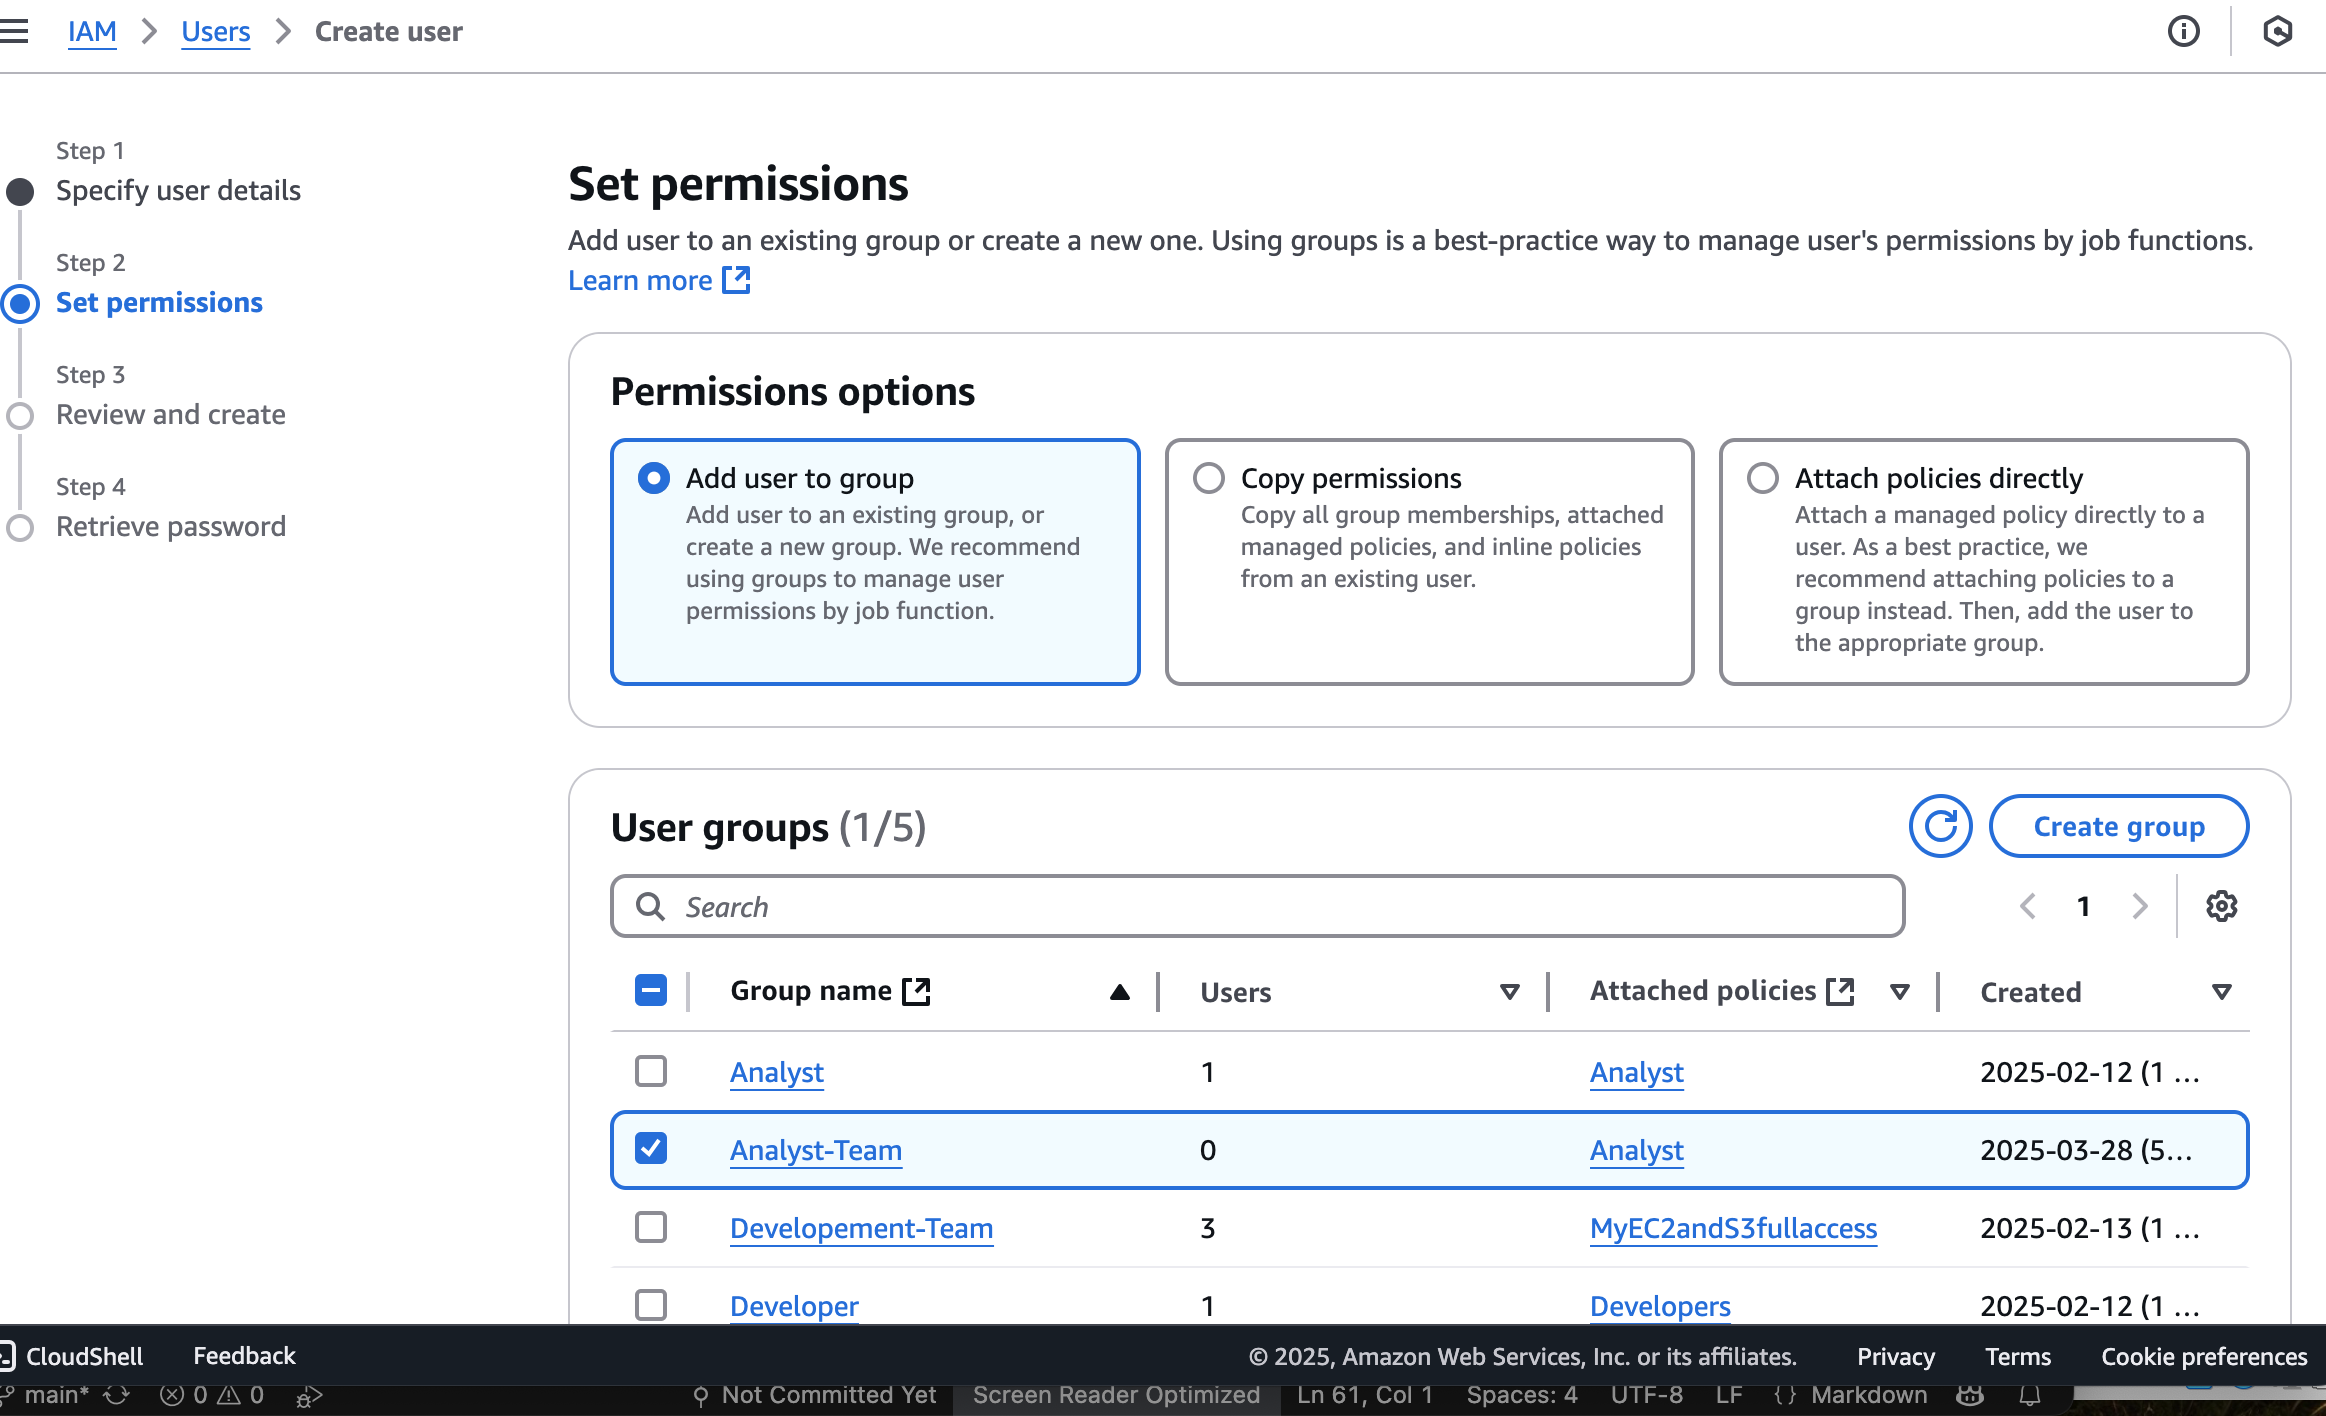 IAM > Users > Create user
Step 1
Specify user details
Step 2
Set permissions
Step 3
Review and create
Step 4
Retrieve password
Set permissions
Add user to an existing group or create a new one. Using groups is a best-practice way to manage user's permissions by job functions.
Learn more
Permissions options
Add user to group
Add user to an existing group, or
create a new group. We recommend
using groups to manage user
permissions by job function.
Copy permissions
Copy all group memberships, attached
managed policies, and inline policies
from an existing user.
Attach policies directly
Attach a managed policy directly to a
user. As a best practice, we
recommend attaching policies to a
group instead. Then, add the user to
the appropriate group.
User groups (1/5)
Create group
Search
1
Group name Users Attached policies Created
Analyst 1 Analyst 2025-02-12 (1 ...
Analyst-Team 0 Analyst 2025-03-28 (5...
Developement-Team 3 MyEC2andS3fullaccess 2025-02-13 (1 ...
Developer 1 Developers 2025-02-12 (1 ...
CloudShell Feedback © 2025, Amazon Web Services, Inc. or its affiliates. Privacy Terms Cookie preferences
main* 0 0 Not Committed Yet Screen Reader Optimized Ln 61, Col 1 Spaces: 4 UTF-8 LF {} Markdown